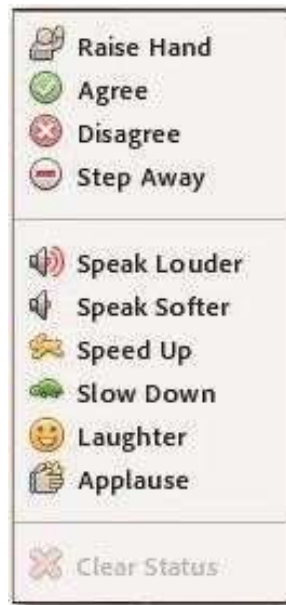 Raise Hand
Agree
Disagree
Step Away
Speak Louder
Speak Softer
Speed Up
Slow Down
Laughter
Applause
Clear Status